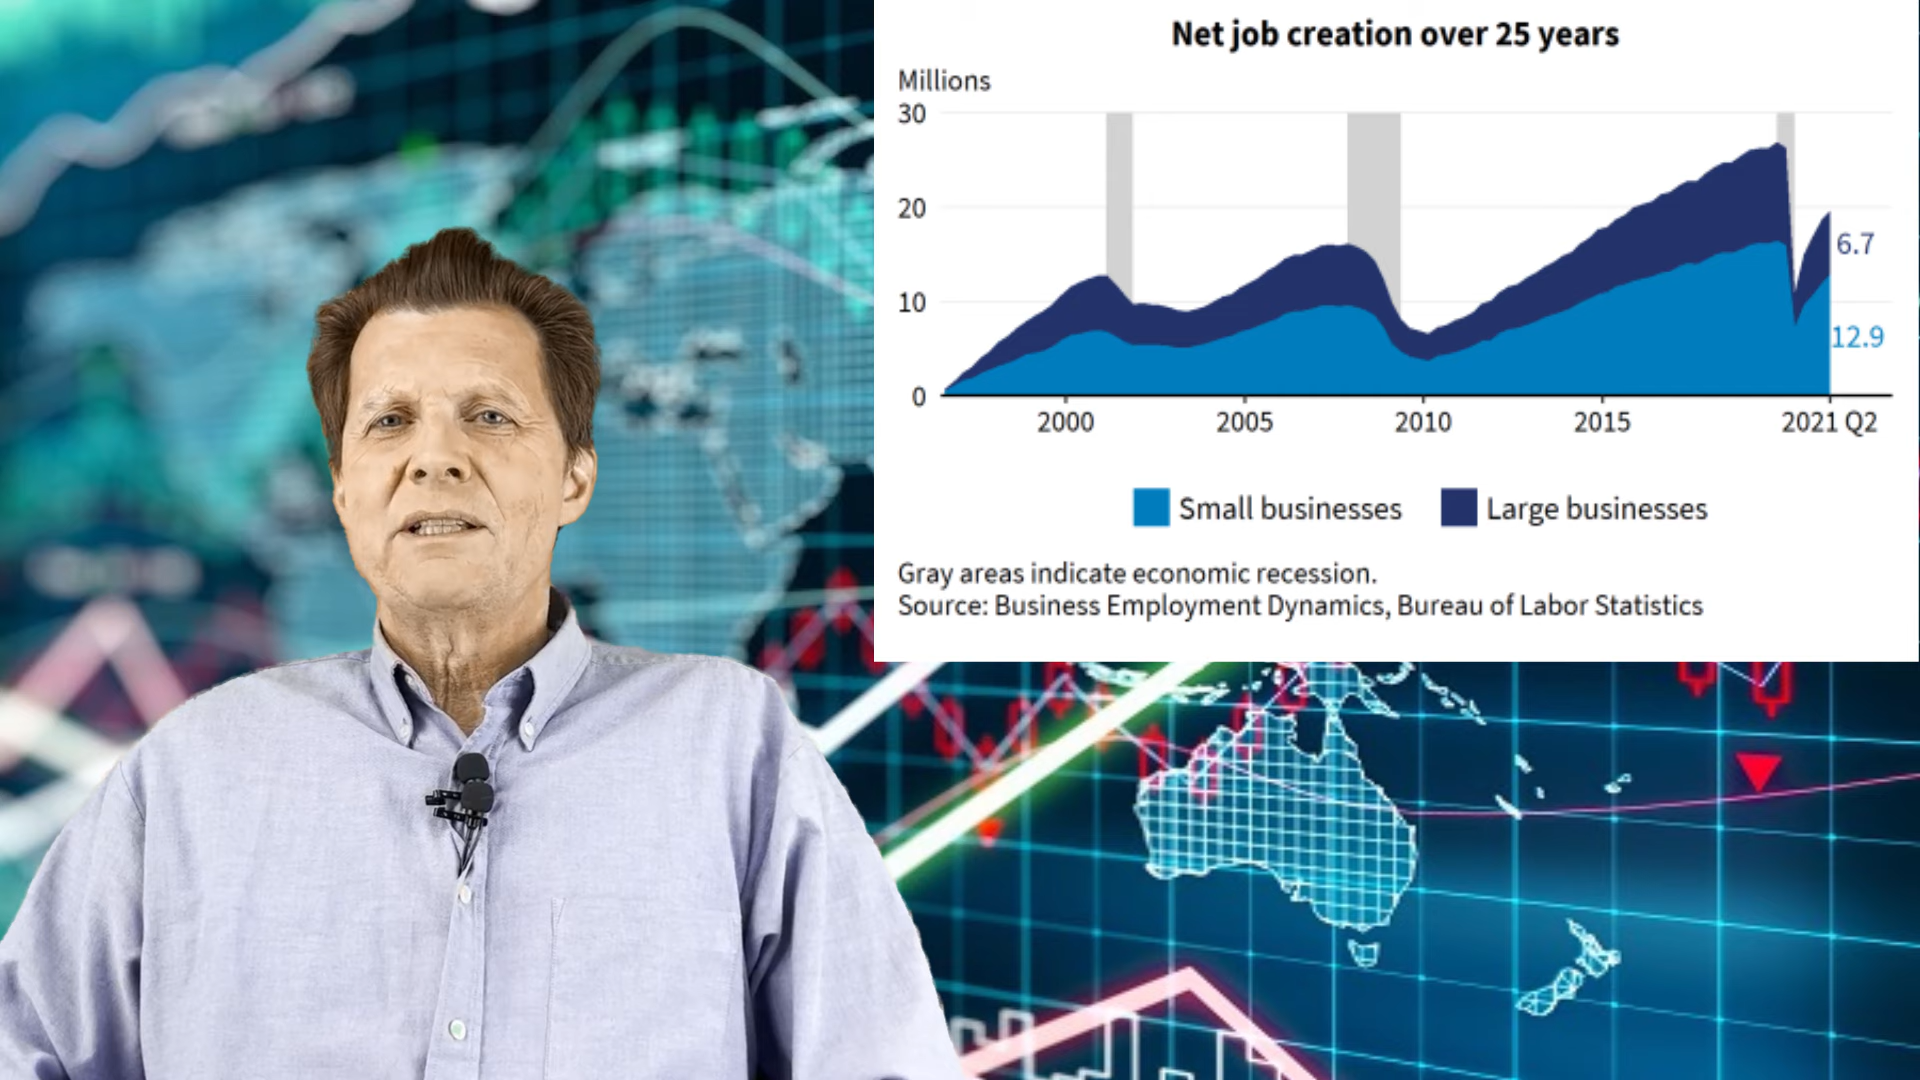 Net job creation over 25 years
Millions
30
20
10
0
6.7
12.9
2000 2005 2010 2015 2021 Q2
Small businesses Large businesses
Gray areas indicate economic recession.
Source: Business Employment Dynamics, Bureau of Labor Statistics